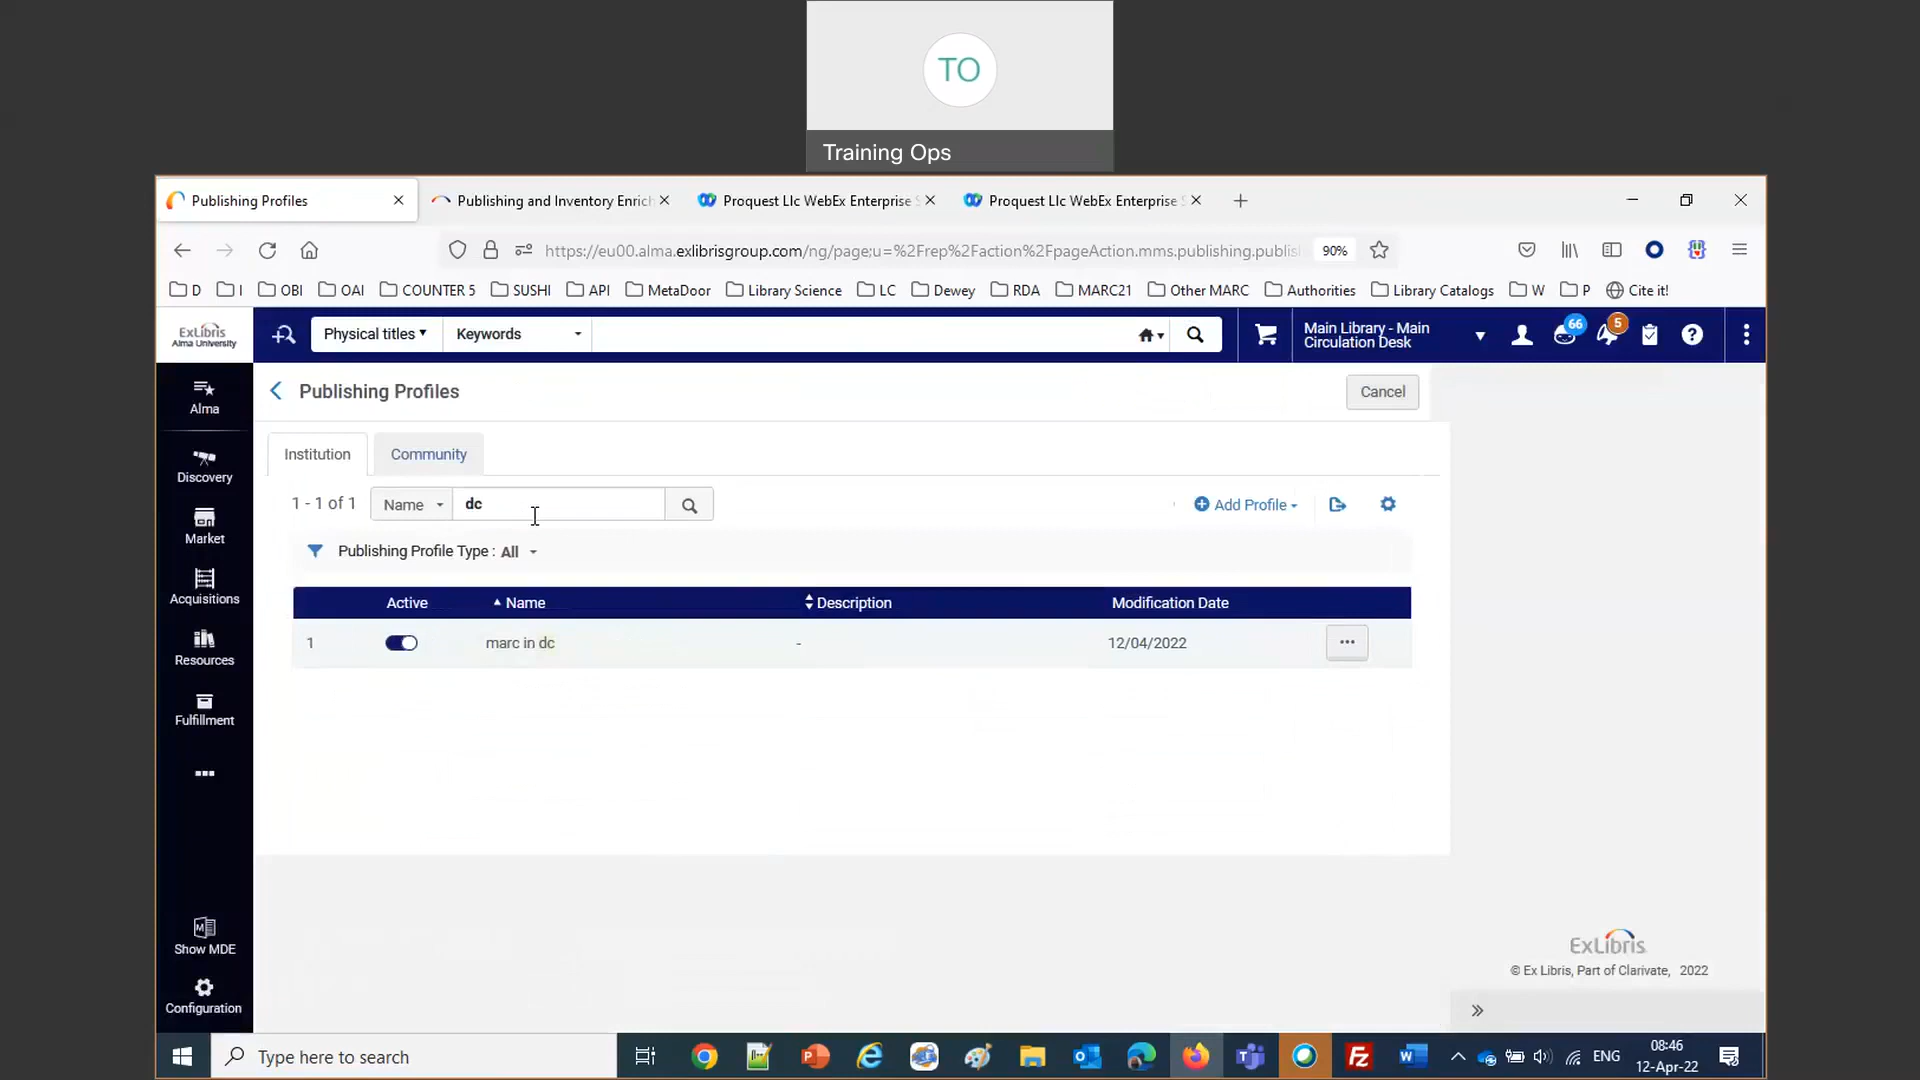 TO
Training Ops
Publishing Profiles
Publishing and Inventory Enrich
Proquest Llc WebEx Enterprise S
Proquest Llc WebEx Enterprise S
https://eu00.alma.exlibrisgroup.com/ng/page;u=%2Frep%2Faction%2FpageAction.mms.publishing.publis
90%
D
I
OBI
OAI
COUNTER 5
SUSHI
API
MetaDoor
Library Science
LC
Dewey
RDA
MARC21
Other MARC
Authorities
Library Catalogs
W
P
Cite it!
ExLibris
Alma University
Physical titles
Keywords
Main Library - Main
Circulation Desk
66
5
Alma
Discovery
Market
Acquisitions
Resources
Fulfillment
Show MDE
Configuration
Publishing Profiles
Cancel
Institution
Community
1 - 1 of 1
Name
dc
Add Profile
Publishing Profile Type : All
Active Name Description Modification Date
1 marc in dc - 12/04/2022
ExLibris
© Ex Libris, Part of Clarivate, 2022
Type here to search
ENG
08:46
12-Apr-22